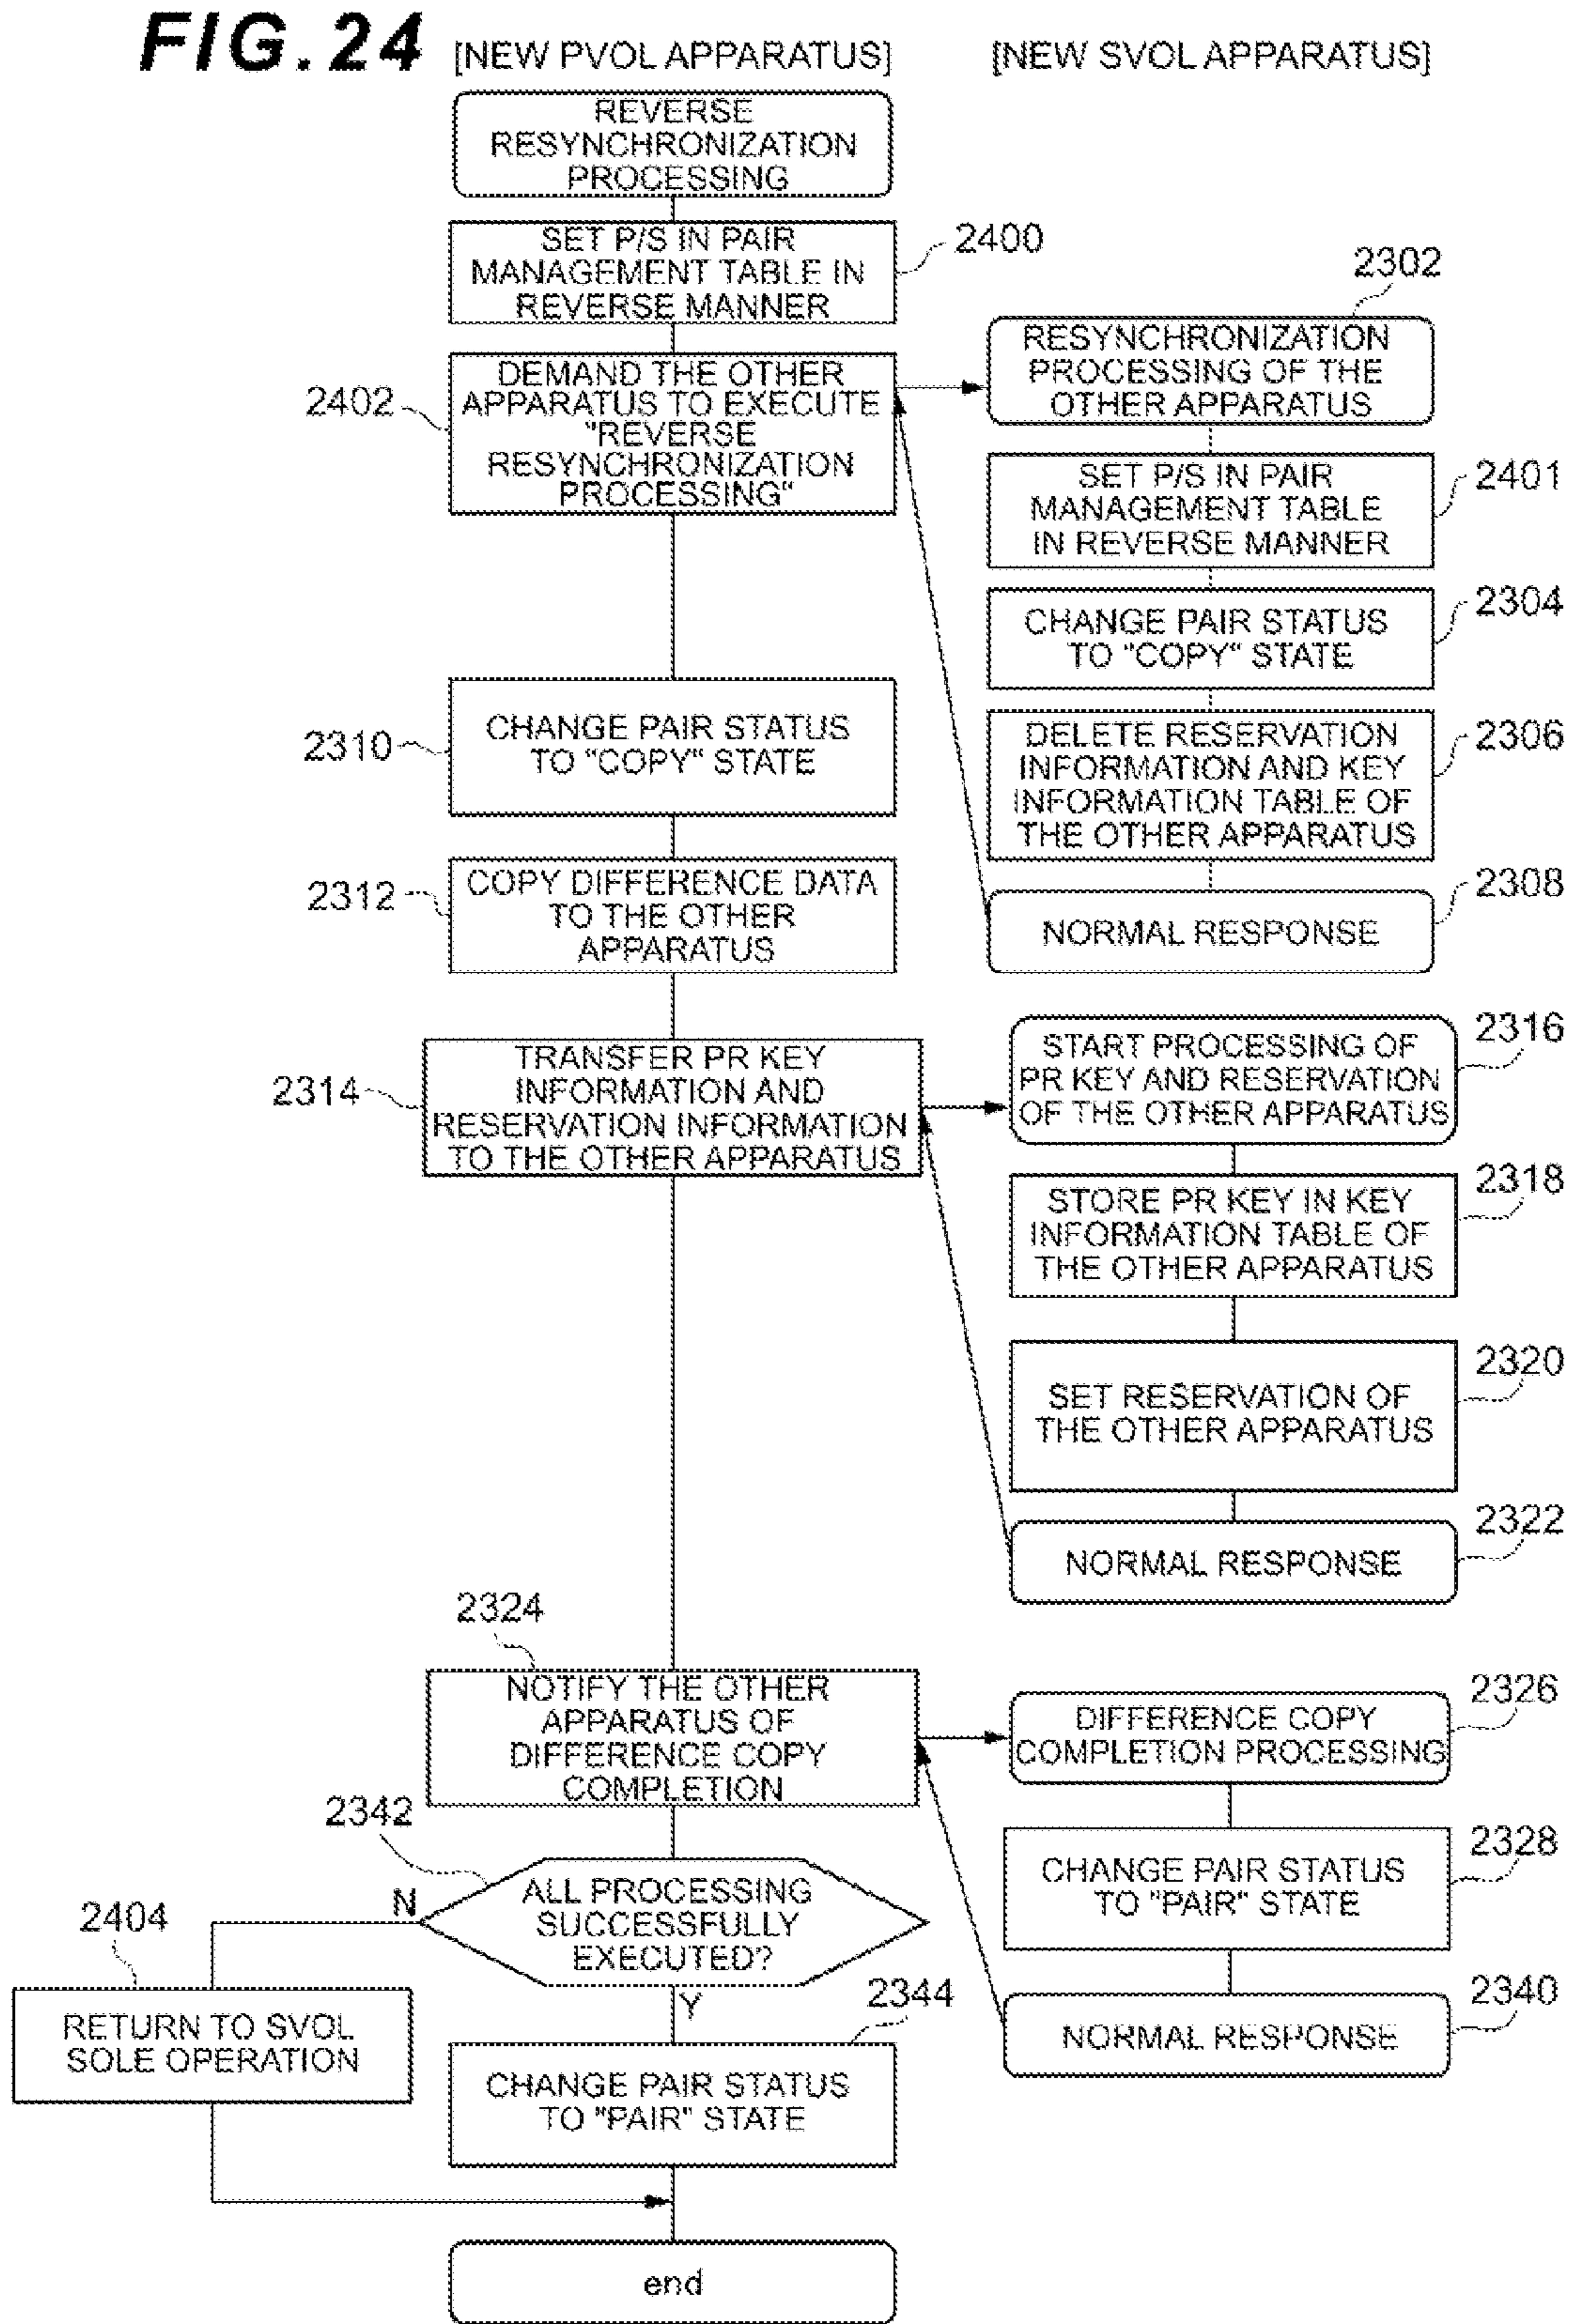 FIG. 24
[NEW PVOL APPARATUS]
[NEW SVOL APPARATUS]
REVERSE
RESYNCHRONIZATION
PROCESSING
SET P/S IN PAIR
MANAGEMENT TABLE IN
REVERSE MANNER
2400
2402
DEMAND THE OTHER
APPARATUS TO EXECUTE
"REVERSE
RESYNCHRONIZATION
PROCESSING"
2302
RESYNCHRONIZATION
PROCESSING OF THE
OTHER APPARATUS
SET P/S IN PAIR
MANAGEMENT TABLE
IN REVERSE MANNER
2401
CHANGE PAIR STATUS
TO "COPY" STATE
2304
2310
CHANGE PAIR STATUS
TO "COPY" STATE
DELETE RESERVATION
INFORMATION AND KEY
INFORMATION TABLE OF
THE OTHER APPARATUS
2306
2312
COPY DIFFERENCE DATA
TO THE OTHER
APPARATUS
NORMAL RESPONSE
2308
2314
TRANSFER PR KEY
INFORMATION AND
RESERVATION INFORMATION
TO THE OTHER APPARATUS
START PROCESSING OF
PR KEY AND RESERVATION
OF THE OTHER APPARATUS
2316
STORE PR KEY IN KEY
INFORMATION TABLE OF
THE OTHER APPARATUS
2318
SET RESERVATION OF
THE OTHER APPARATUS
2320
NORMAL RESPONSE
2322
2324
NOTIFY THE OTHER
APPARATUS OF
DIFFERENCE COPY
COMPLETION
DIFFERENCE COPY
COMPLETION PROCESSING
2326
2342
ALL PROCESSING
SUCCESSFULLY
EXECUTED?
N
Y
CHANGE PAIR STATUS
TO "PAIR" STATE
2328
2404
RETURN TO SVOL
SOLE OPERATION
2344
CHANGE PAIR STATUS
TO "PAIR" STATE
NORMAL RESPONSE
2340
end